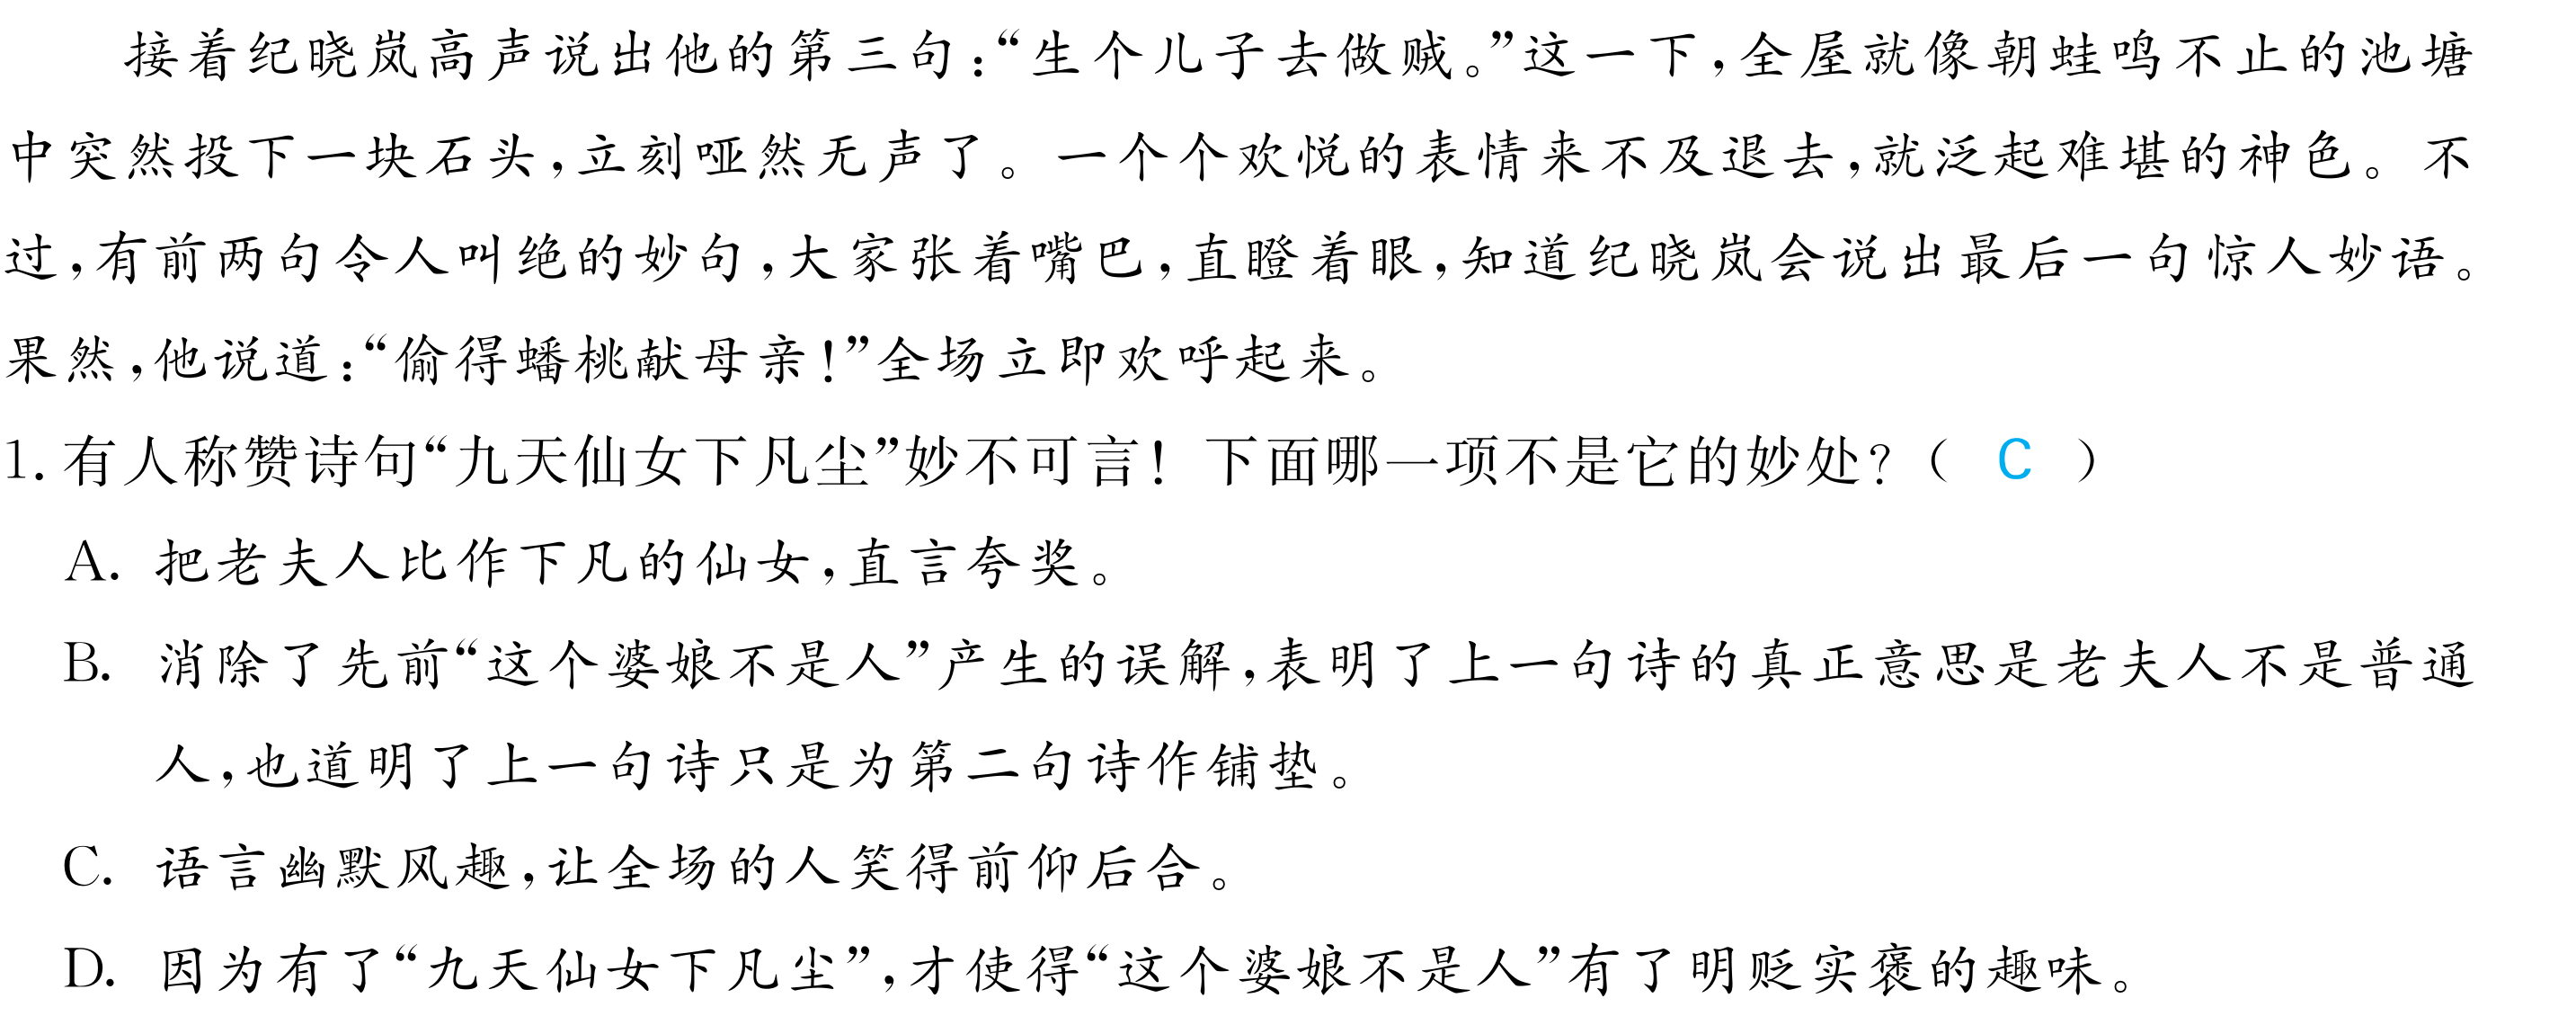 接着纪晓岚高声说出他的第三句：“生个儿子去做贼。”这一下，全屋就像朝蛙鸣不止的池塘
中突然投下一块石头，立刻哑然无声了。一个个欢悦的表情来不及退去，就泛起难堪的神色。不
过，有前两句令人叫绝的妙句，大家张着嘴巴，直瞪着眼，知道纪晓岚会说出最后一句惊人妙语。
果然，他说道：“偷得蟠桃献母亲！”全场立即欢呼起来。
1. 有人称赞诗句“九天仙女下凡尘”妙不可言！下面哪一项不是它的妙处？（ C ）
A. 把老夫人比作下凡的仙女，直言夸奖。
B. 消除了先前“这个婆娘不是人”产生的误解，表明了上一句诗的真正意思是老夫人不是普通
人，也道明了上一句诗只是为第二句诗作铺垫。
C. 语言幽默风趣，让全场的人笑得前仰后合。
D. 因为有了“九天仙女下凡尘”，才使得“这个婆娘不是人”有了明贬实褒的趣味。